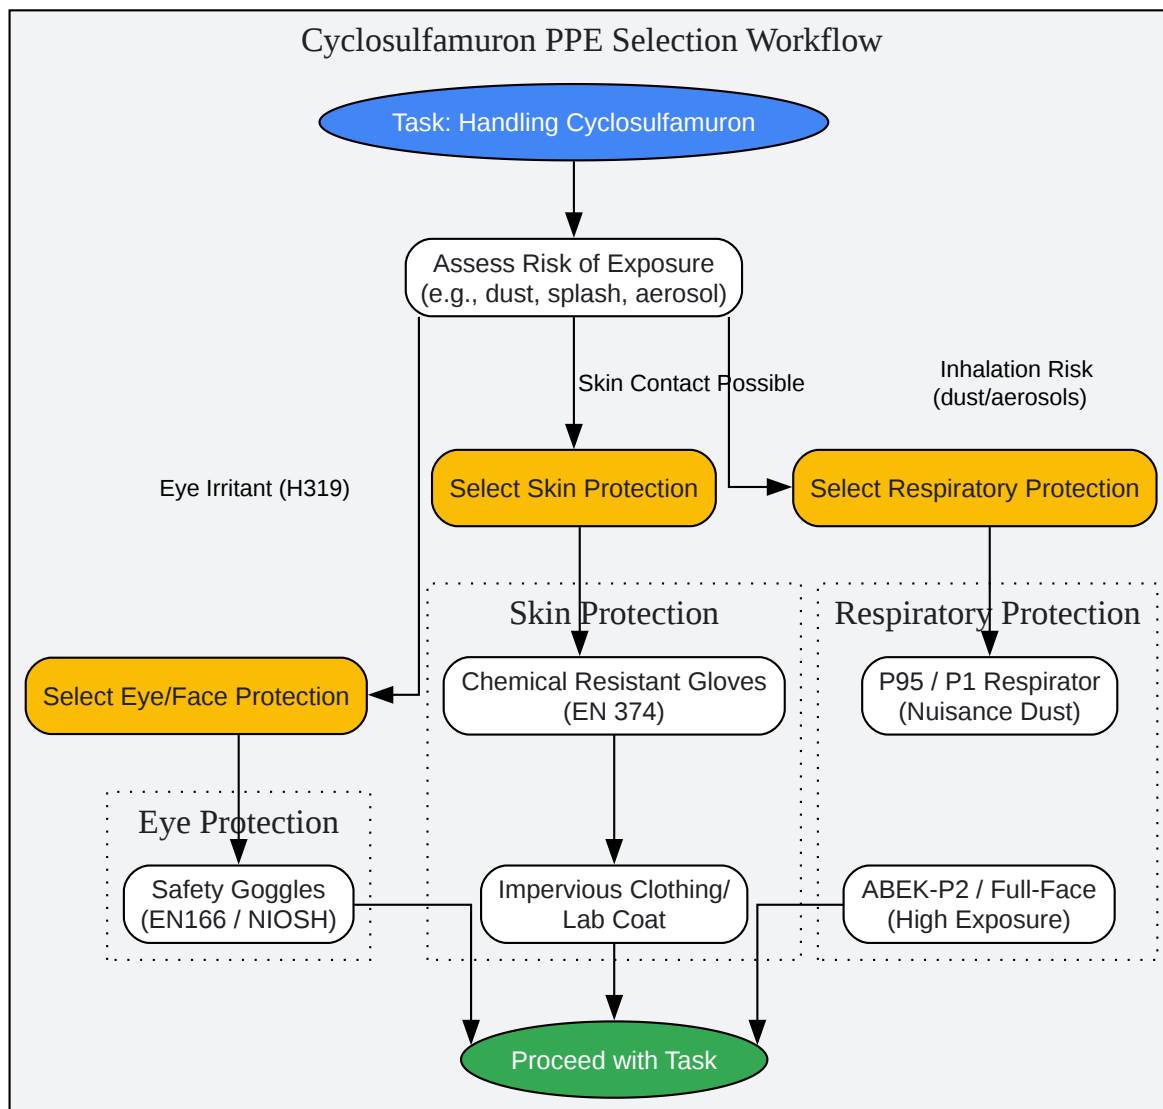 Cyclosulfamuron PPE Selection Workflow
Task: Handling Cyclosulfamuron
Assess Risk of Exposure
(e.g., dust, splash, aerosol)
Skin Contact Possible
Inhalation Risk
(dust/aerosols)
Eye Irritant (H319)
Select Skin Protection
Select Respiratory Protection
Select Eye/Face Protection
Skin Protection
Chemical Resistant Gloves
(EN 374)
Impervious Clothing/
Lab Coat
Respiratory Protection
P95 / P1 Respirator
(Nuisance Dust)
ABEK-P2 / Full-Face
(High Exposure)
Eye Protection
Safety Goggles
(EN166 / NIOSH)
Proceed with Task